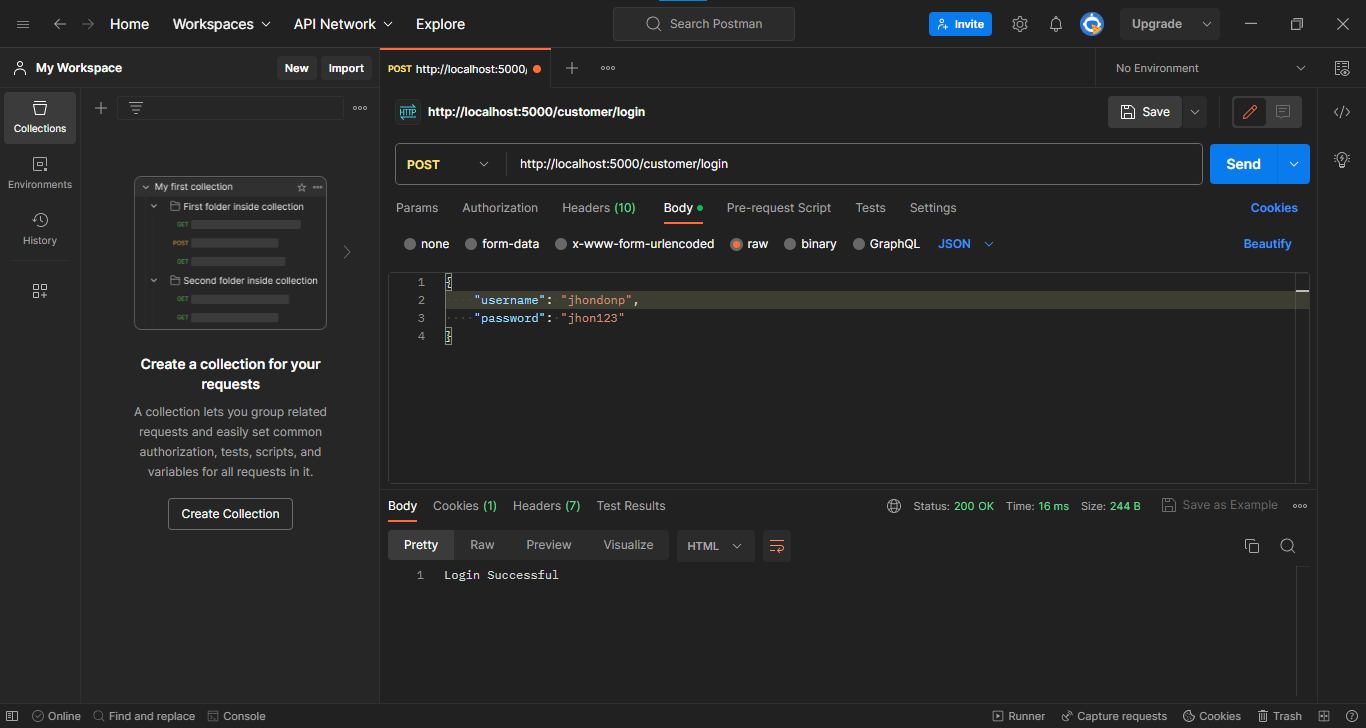 Home Workspaces API Network Explore Search Postman Invite Upgrade
My Workspace New Import POST http://localhost:5000/ No Environment
Collections
Environments
History
My first collection
First folder inside collection
GET
POST
GET
Second folder inside collection
GET
GET
Create a collection for your
requests
A collection lets you group related
requests and easily set common
authorization, tests, scripts, and
variables for all requests in it.
Create Collection
HTTP http://localhost:5000/customer/login Save
POST http://localhost:5000/customer/login Send
Params Authorization Headers (10) Body Pre-request Script Tests Settings Cookies
none form-data x-www-form-urlencoded raw binary GraphQL JSON Beautify
1 {
2 "username": "jhondonp",
3 "password": "jhon123"
4 }
Body Cookies (1) Headers (7) Test Results Status: 200 OK Time: 16 ms Size: 244 B Save as Example
Pretty Raw Preview Visualize HTML
1 Login Successful
Online Find and replace Console Runner Capture requests Cookies Trash